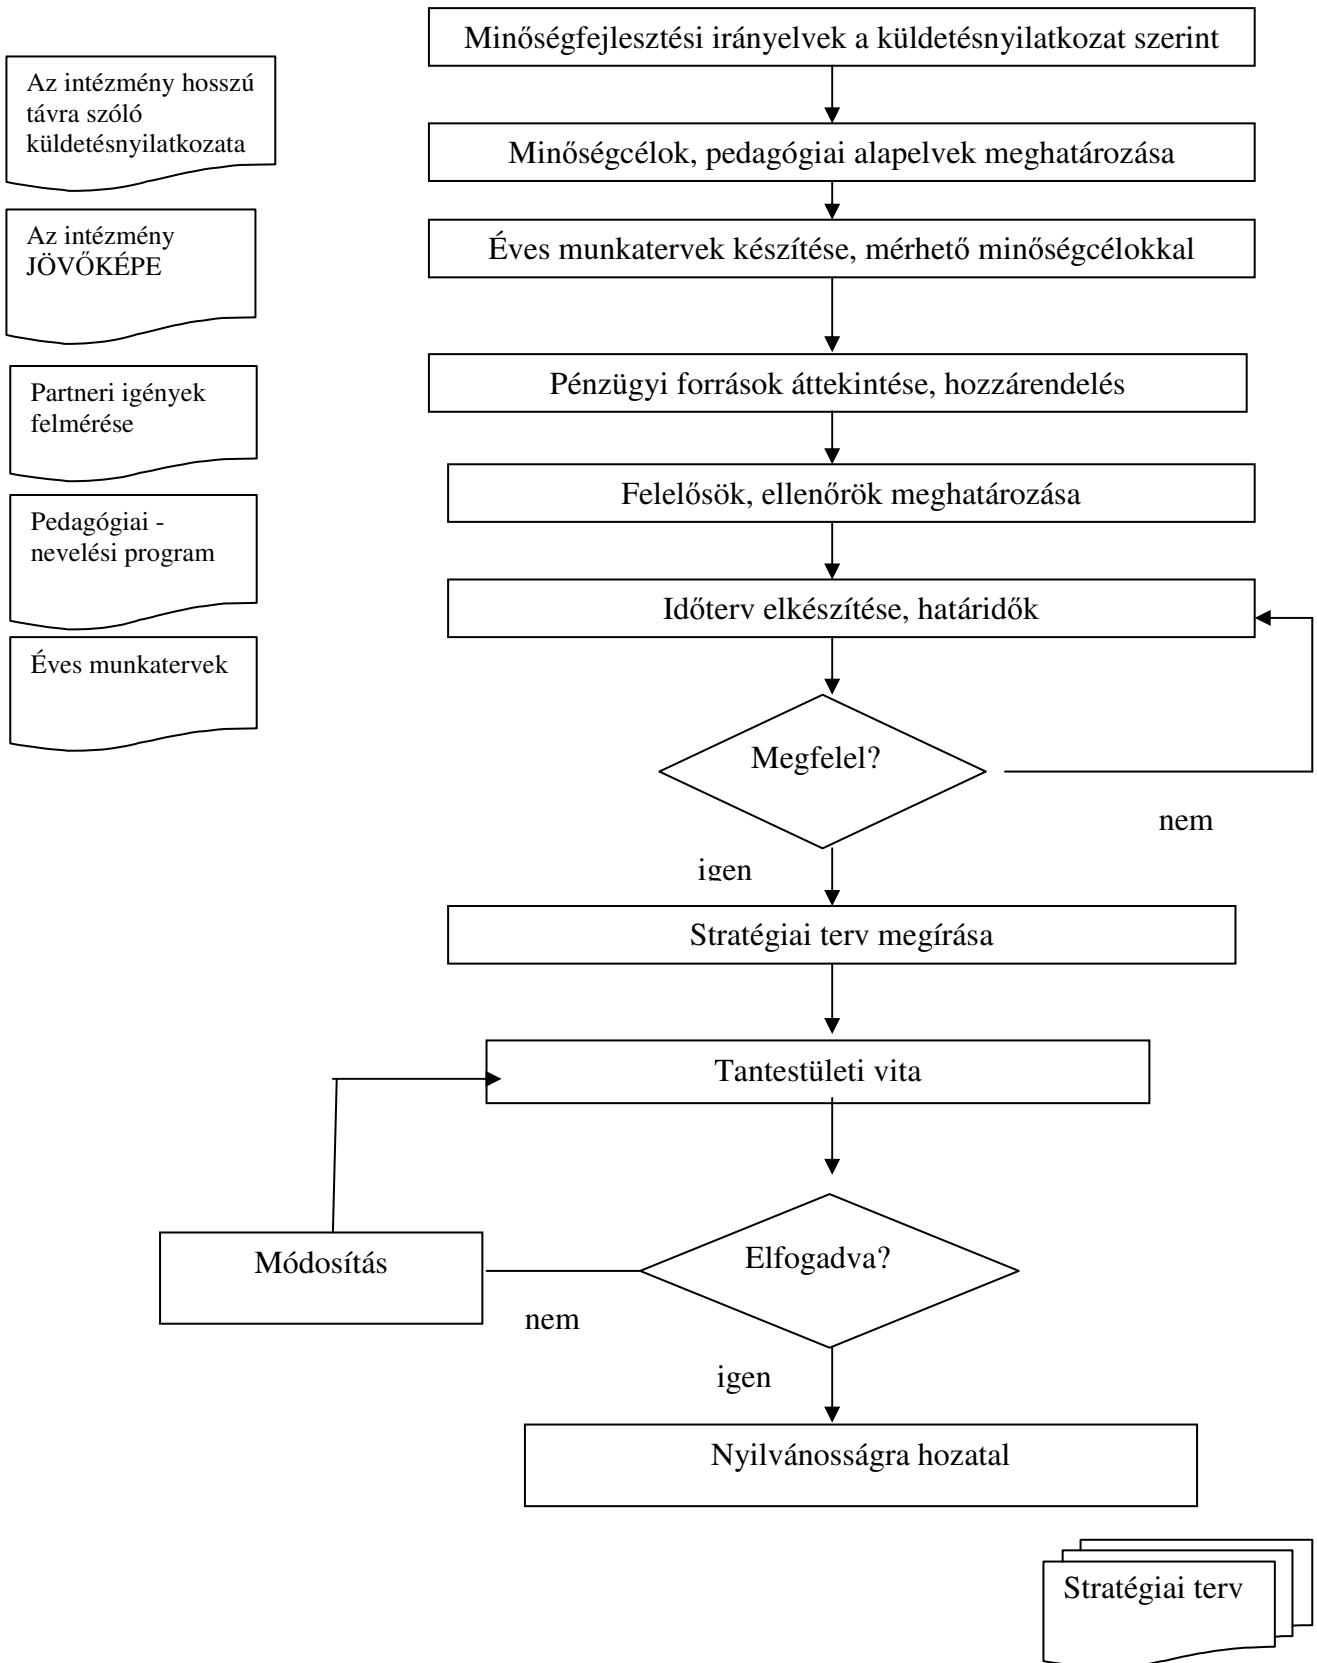 Minőségfejlesztési irányelvek a küldetésnyilatkozat szerint
Az intézmény hosszú
távra szóló
küldetésnyilatkozata
Minőségcélok, pedagógiai alapelvek meghatározása
Az intézmény
JÖVŐKÉPE
Éves munkatervek készítése, mérhető minőségcélokkal
Pénzügyi források áttekintése, hozzárendelés
Partneri igények
felmérése
Felelősök, ellenőrök meghatározása
Pedagógiai -
nevelési program
Időterv elkészítése, határidők
Éves munkatervek
Megfelel?
nem
igen
Stratégiai terv megírása
Tantestületi vita
Módosítás
Elfogadva?
nem
igen
Nyilvánosságra hozatal
Stratégiai terv